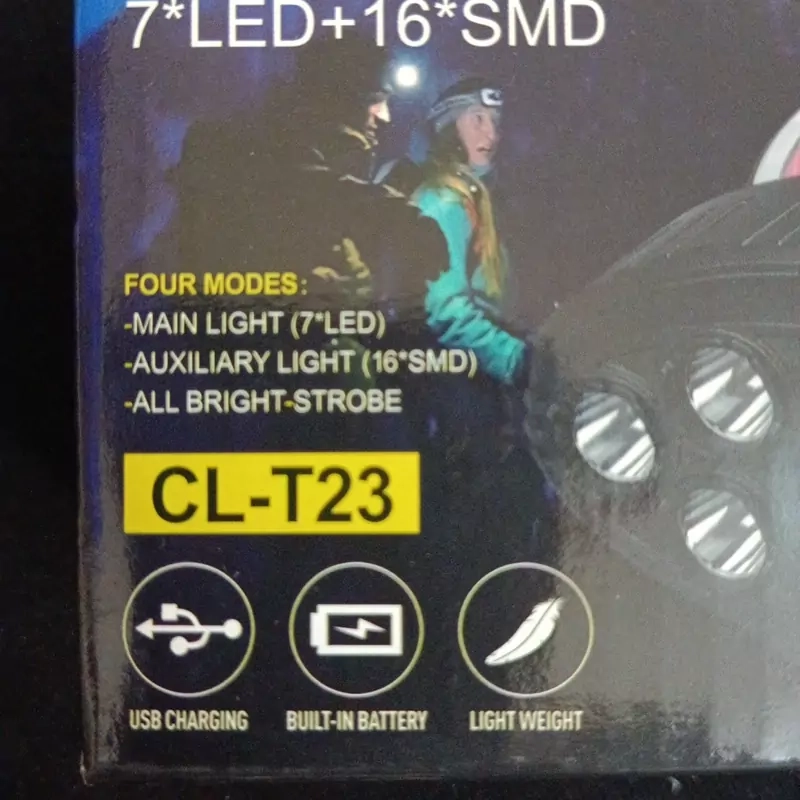 7*LED+16*SMD
FOUR MODES:
-MAIN LIGHT (7*LED)
-AUXILIARY LIGHT (16*SMD)
-ALL BRIGHT-STROBE
CL-T23
USB CHARGING
BUILT-IN BATTERY
LIGHT WEIGHT